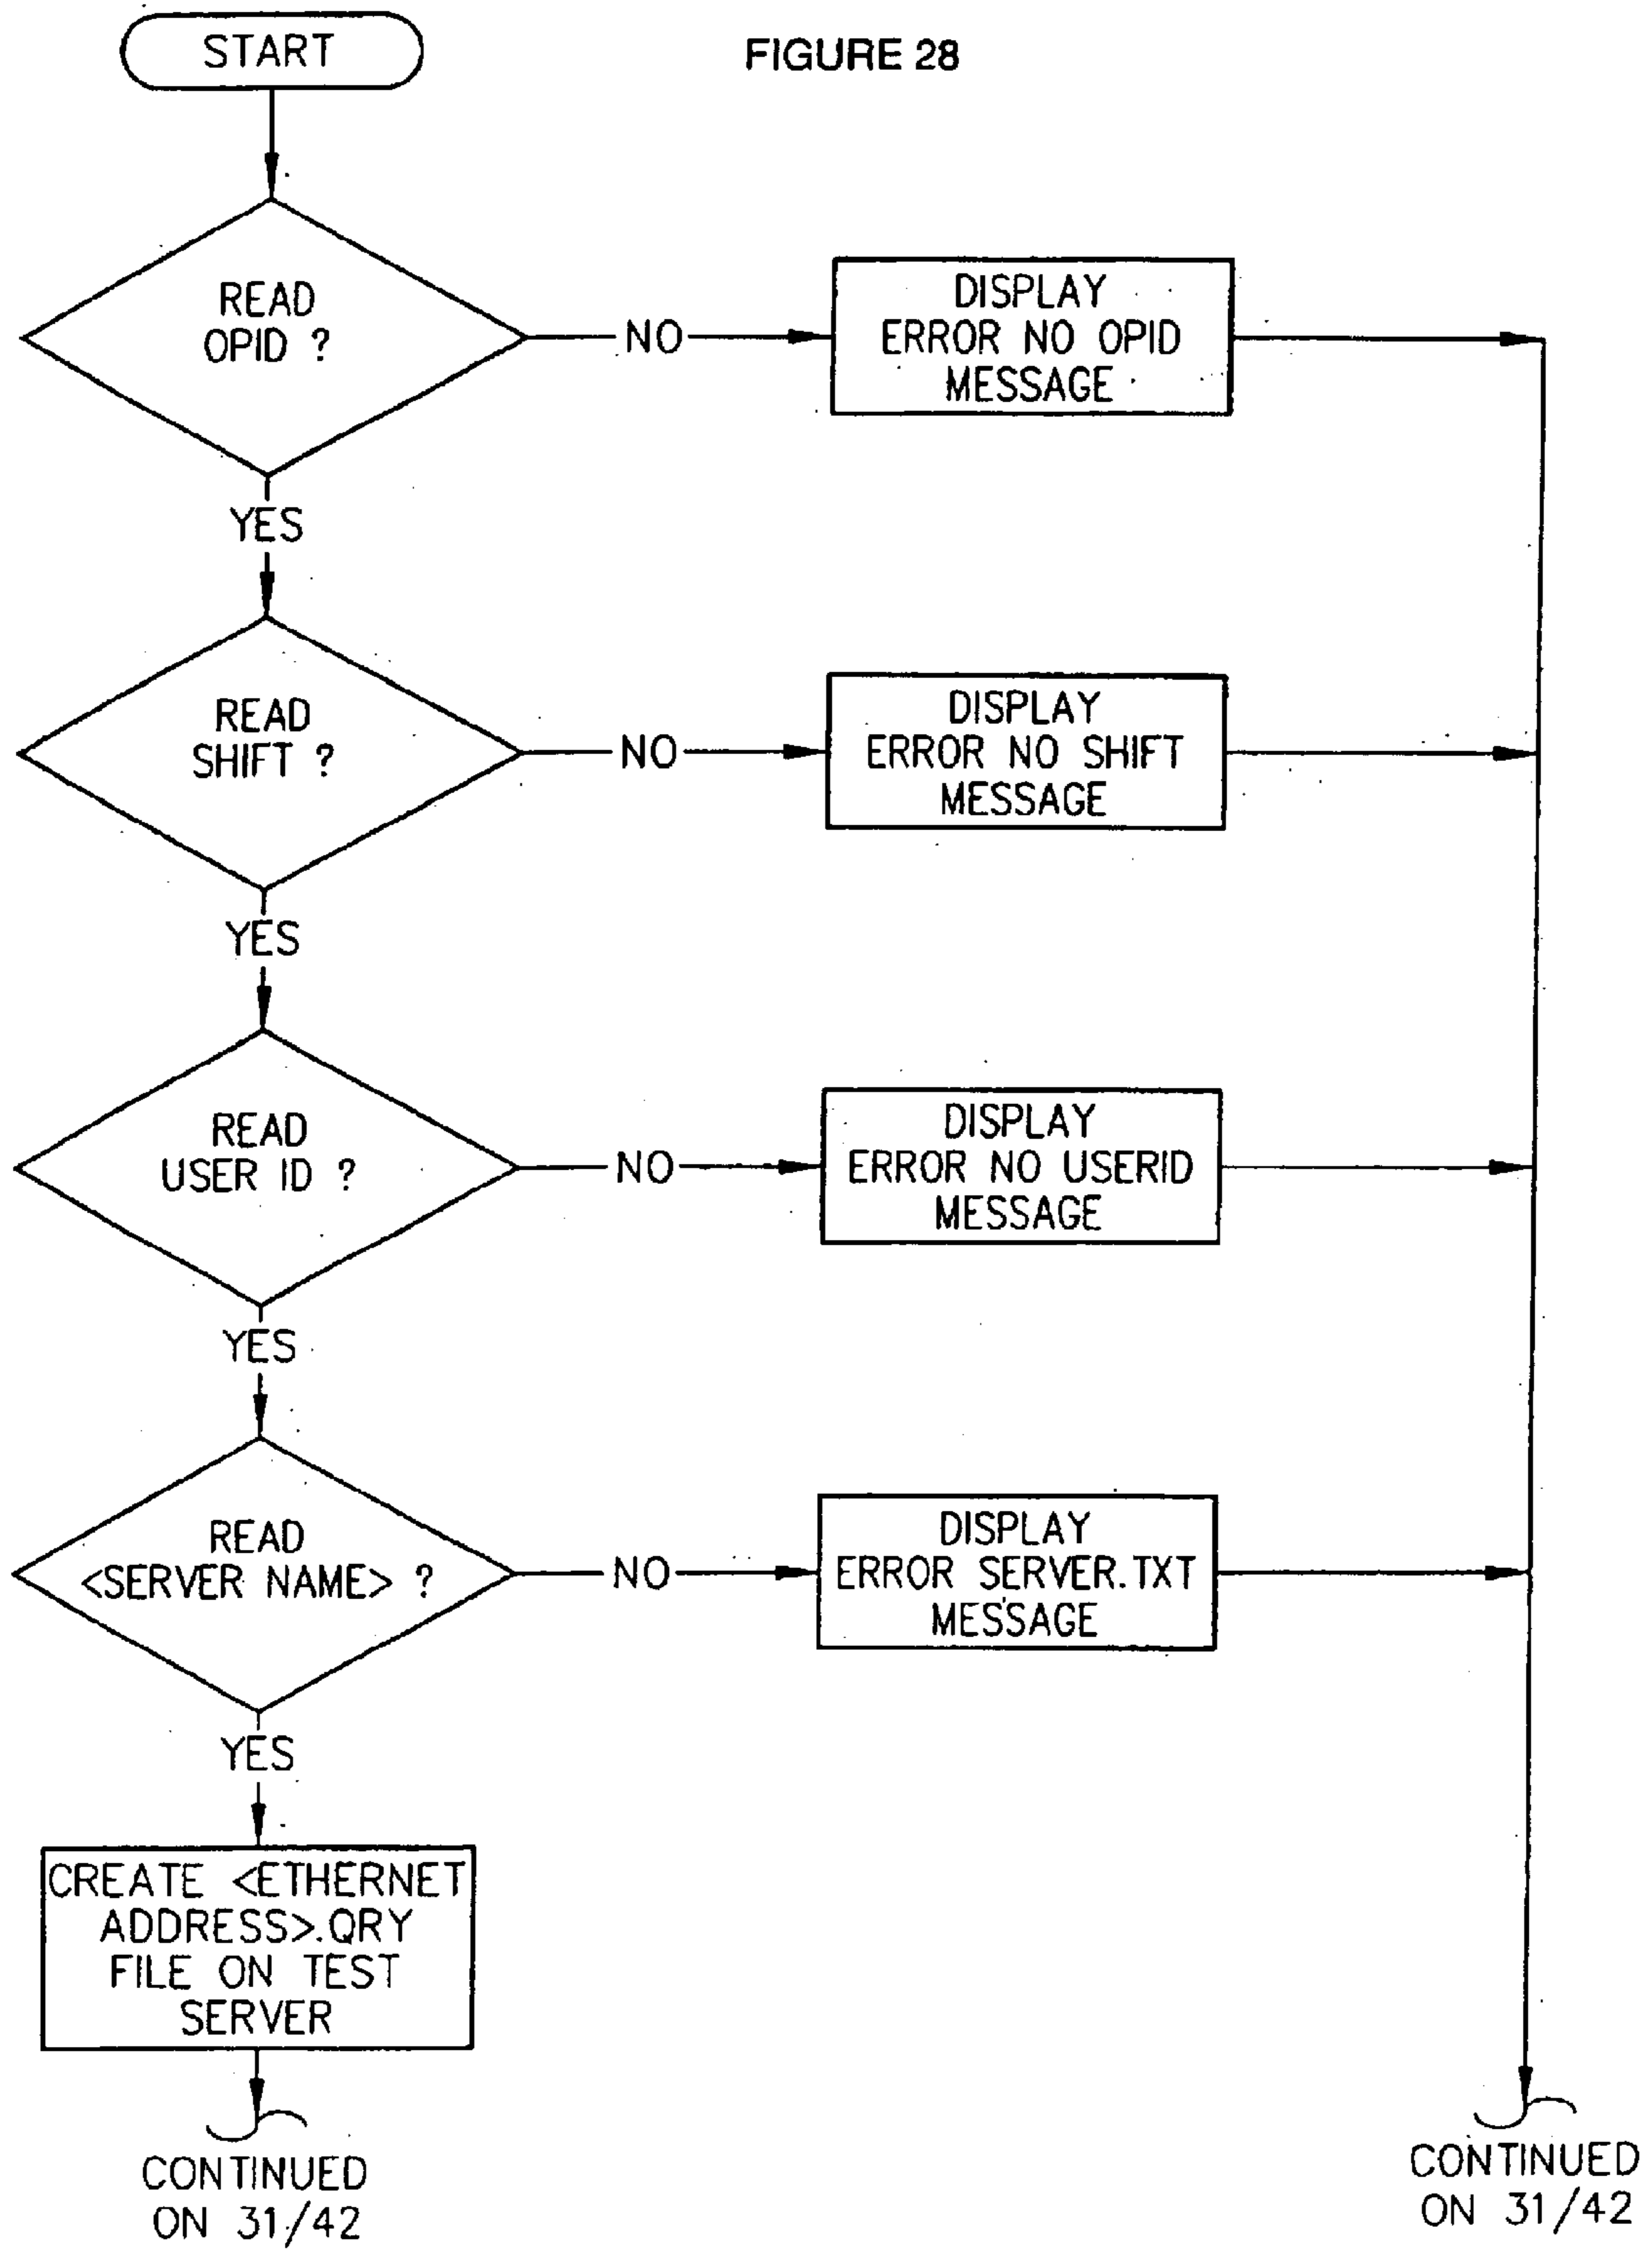 START
FIGURE 28
READ
OPID ?
NO
DISPLAY
ERROR NO OPID
MESSAGE
YES
READ
SHIFT ?
NO
DISPLAY
ERROR NO SHIFT
MESSAGE
YES
READ
USER ID ?
NO
DISPLAY
ERROR NO USERID
MESSAGE
YES
READ
<SERVER NAME> ?
NO
DISPLAY
ERROR SERVER.TXT
MESSAGE
YES
CREATE <ETHERNET
ADDRESS>.QRY
FILE ON TEST
SERVER
CONTINUED
ON 31/42
CONTINUED
ON 31/42